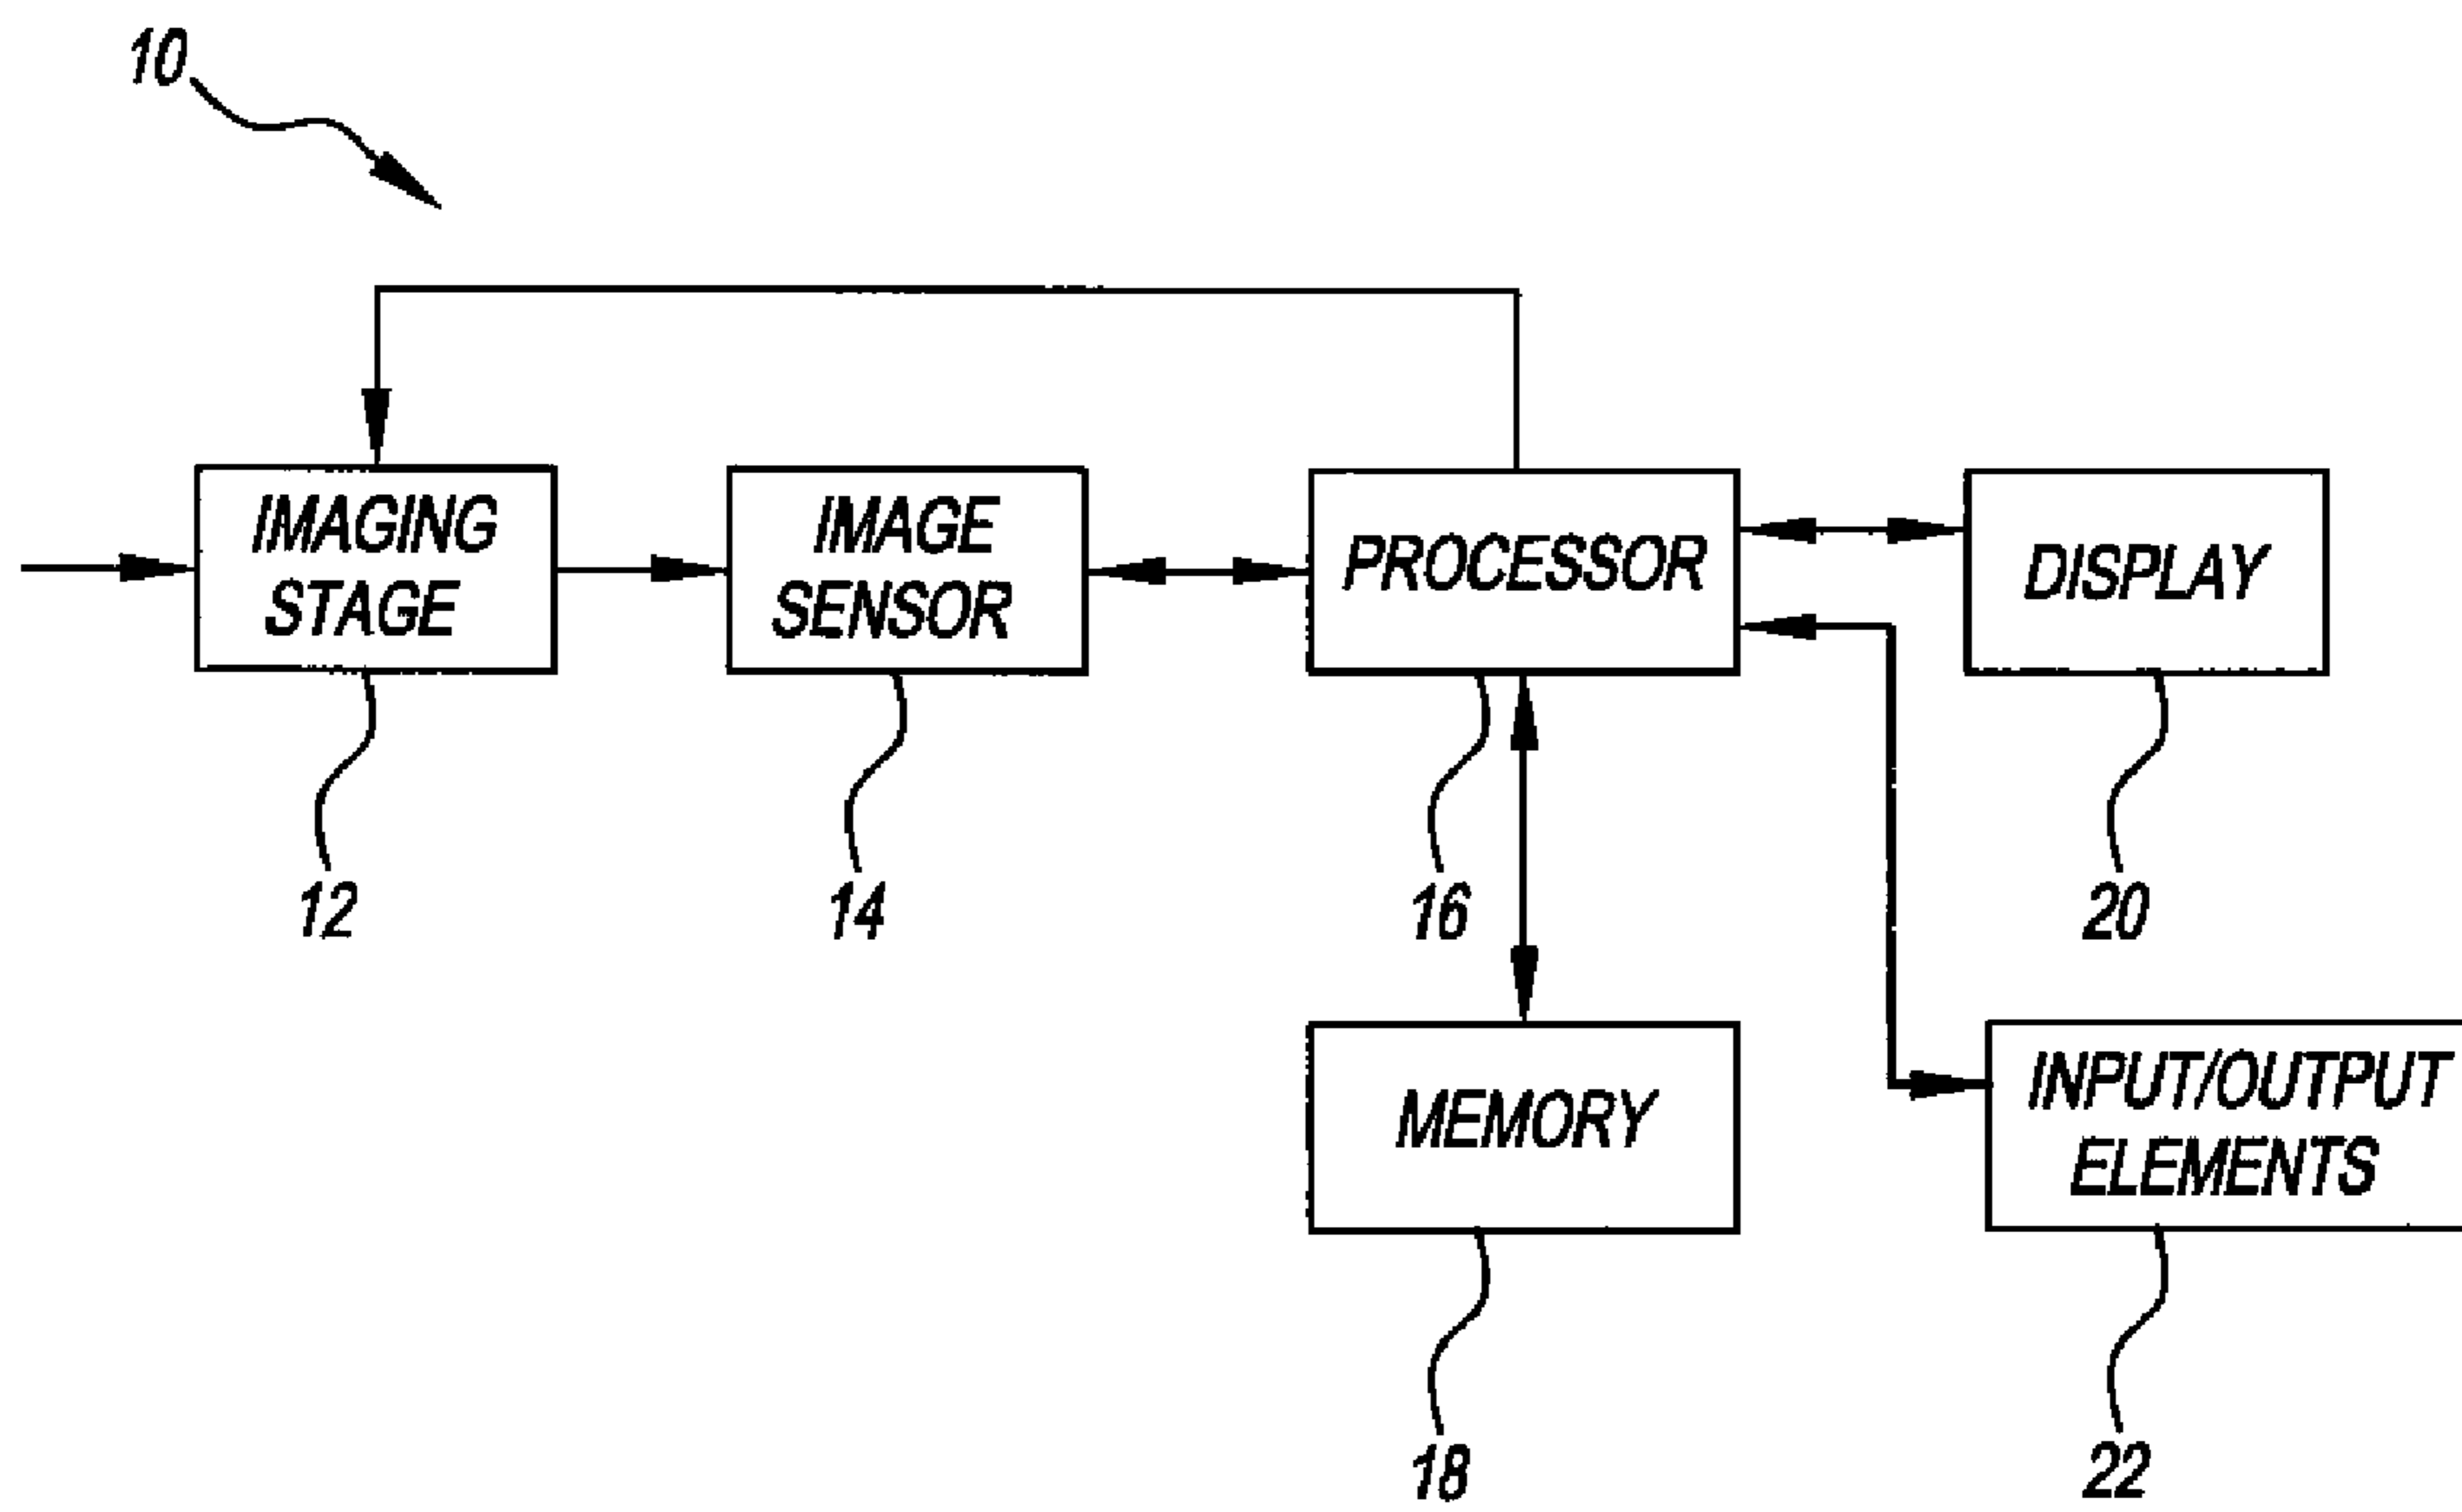 10
IMAGING
STAGE
IMAGE
SENSOR
PROCESSOR
DISPLAY
12
14
16
20
MEMORY
INPUT/OUTPUT
ELEMENTS
18
22